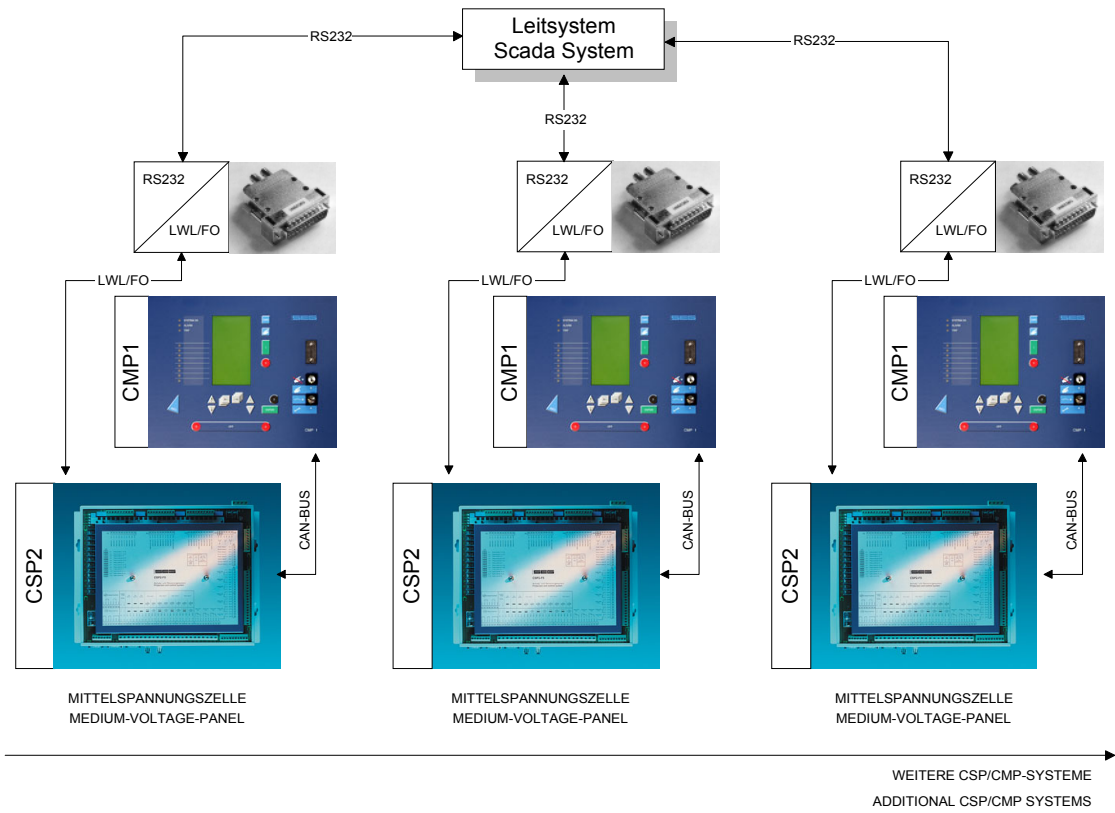 Leitsystem
Scada System
RS232
RS232
RS232
RS232
LWL/FO
RS232
LWL/FO
RS232
LWL/FO
LWL/FO
LWL/FO
LWL/FO
CMP1
CMP1
CMP1
CAN-BUS
CAN-BUS
CAN-BUS
CSP2
CSP2
CSP2
MITTELSPANNUNGSZELLE
MEDIUM-VOLTAGE-PANEL
MITTELSPANNUNGSZELLE
MEDIUM-VOLTAGE-PANEL
MITTELSPANNUNGSZELLE
MEDIUM-VOLTAGE-PANEL
WEITERE CSP/CMP-SYSTEME
ADDITIONAL CSP/CMP SYSTEMS